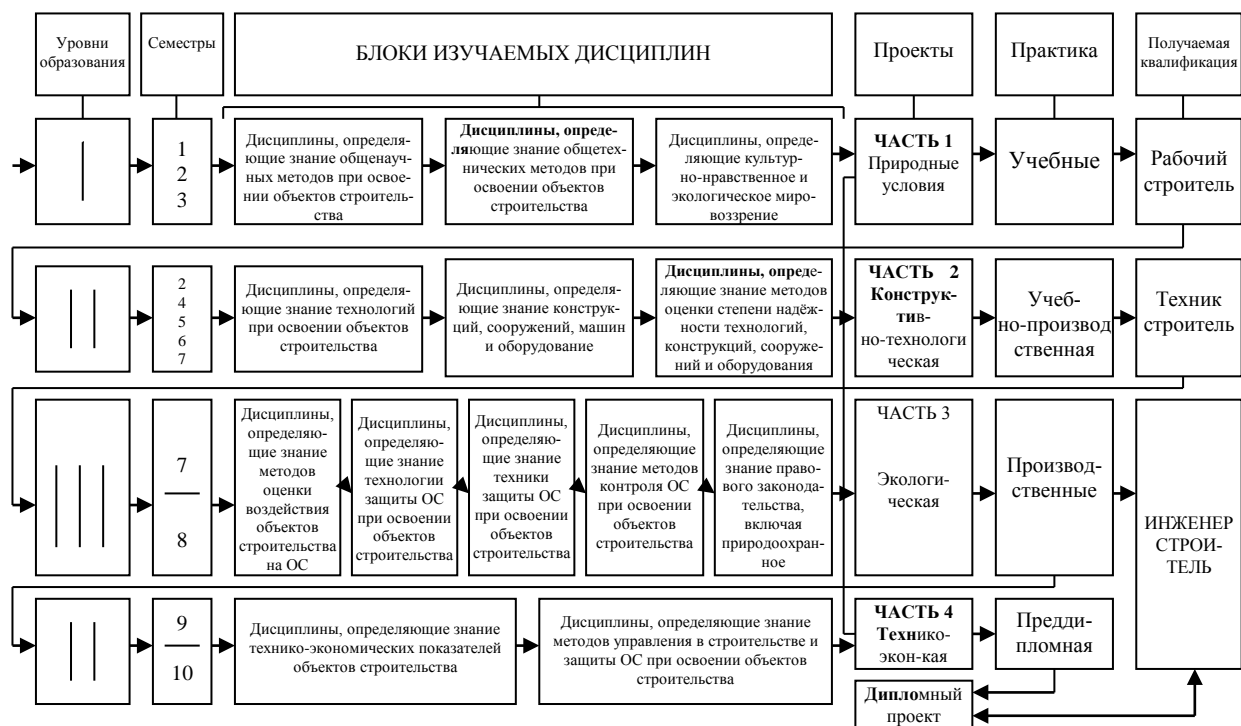 Уровни
образования
Семестры
БЛОКИ ИЗУЧАЕМЫХ ДИСЦИПЛИН
Проекты
Практика
Получаемая
квалификация
1
2
3
Дисциплины, определя-
ющие знание общенауч-
ных методов при освое-
нии объектов строитель-
ства
Дисциплины, опреде-
ляющие знание общетех-
нических методов при
освоении объектов
строительства
Дисциплины, опре-
деляющие культур-
но-нравственное и
экологическое миро-
воззрение
ЧАСТЬ 1
Природные
условия
Учебные
Рабочий
строитель
2
4
5
6
7
Дисциплины, определя-
ющие знание технологий
при освоении объектов
строительства
Дисциплины, определя-
ющие знание конструк-
ций, сооружений, машин
и оборудование
Дисциплины, опреде-
ляющие знание методов
оценки степени надёж-
ности технологий,
конструкций, сооруже-
ний и оборудования
ЧАСТЬ 2
Конструк-
тив-
но-технологи
ческая
Учеб-
но-производ
ственная
Техник
строитель
7
8
Дисциплины,
определяю-
щие знание
методов
оценки
воздействия
объектов
строительства
на ОС
Дисциплины,
определяю-
щие знание
технологии
защиты ОС
при освоении
объектов
строительства
Дисциплины,
определяю-
щие знание
техники
защиты ОС
при освоении
объектов
строительства
Дисциплины,
определяющие
знание методов
контроля ОС
при освоении
объектов
строительства
Дисциплины,
определяющие
знание право-
вого законода-
тельства,
включая
природоохран-
ное
ЧАСТЬ 3
Экологи-
ческая
Производ-
ственные
ИНЖЕНЕР
СТРОИ-
ТЕЛЬ
9
10
Дисциплины, определяющие знание
технико-экономических показателей
объектов строительства
Дисциплины, определяющие знание
методов управления в строительстве и
защиты ОС при освоении объектов
строительства
ЧАСТЬ 4
Технико-
экон-кая
Предди-
пломная
Дипломный
проект